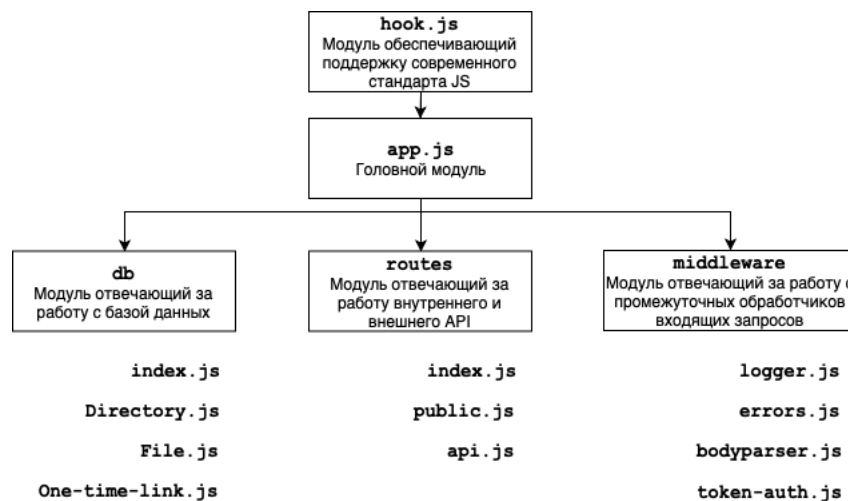 hook.js
Модуль обеспечивающий
поддержку современного
стандарта JS
app.js
Головной модуль
db
Модуль отвечающий за
работу с базой данных
routes
Модуль отвечающий за
работу внутреннего и
внешнего API
middleware
Модуль отвечающий за работу с
промежуточных обработчиков
входящих запросов
index.js
Directory.js
File.js
One-time-link.js
index.js
public.js
api.js
logger.js
errors.js
bodyparser.js
token-auth.js